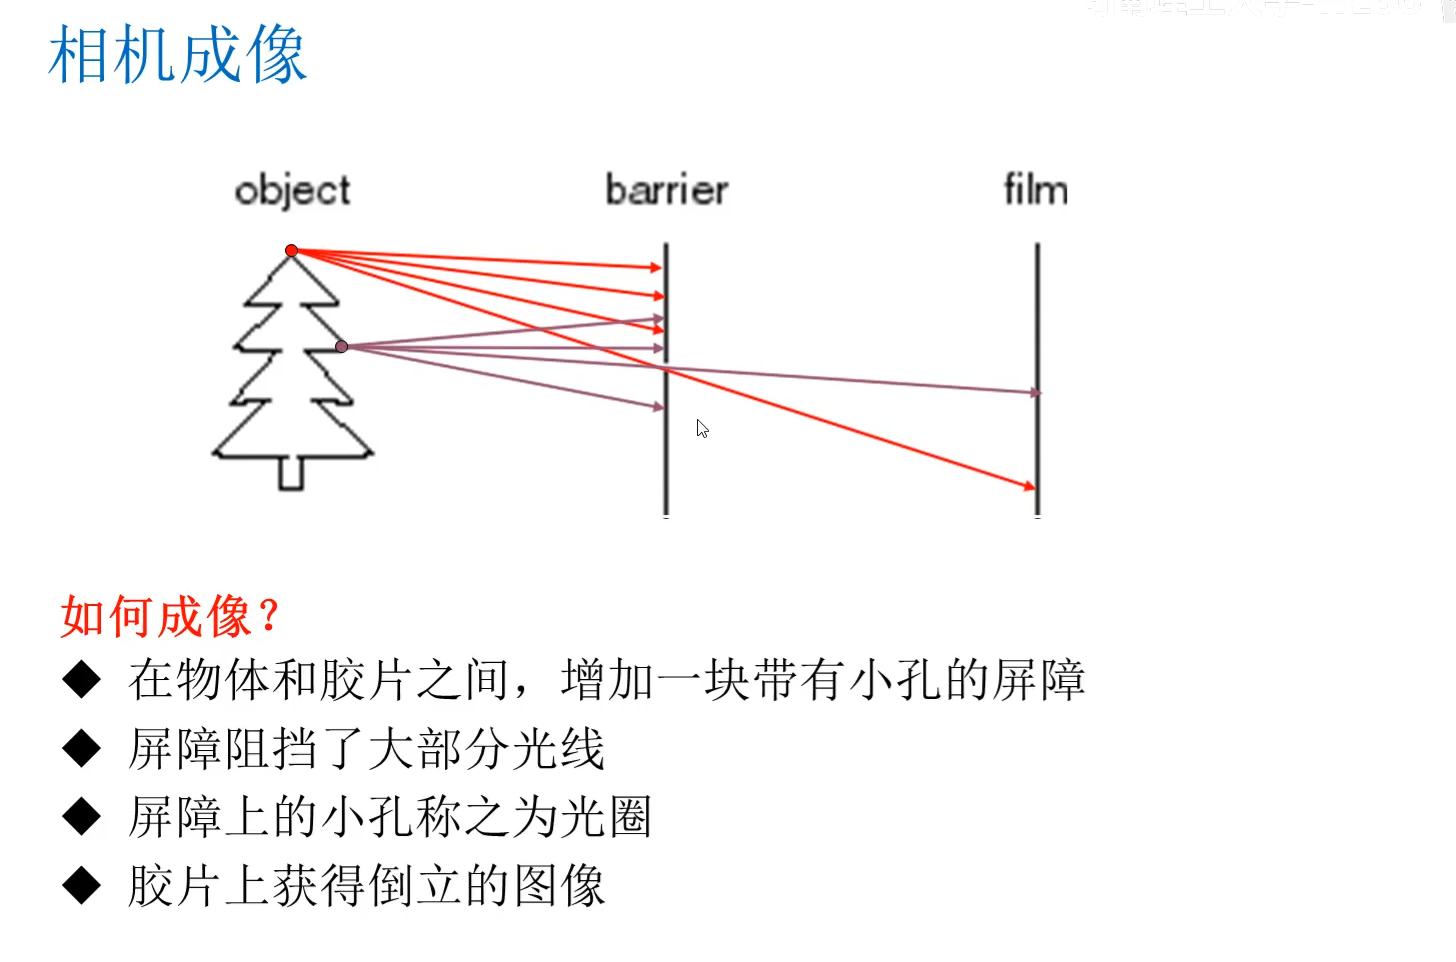 相机成像
object barrier film
如何成像？
◆ 在物体和胶片之间，增加一块带有小孔的屏障
◆ 屏障阻挡了大部分光线
◆ 屏障上的小孔称之为光圈
◆ 胶片上获得倒立的图像